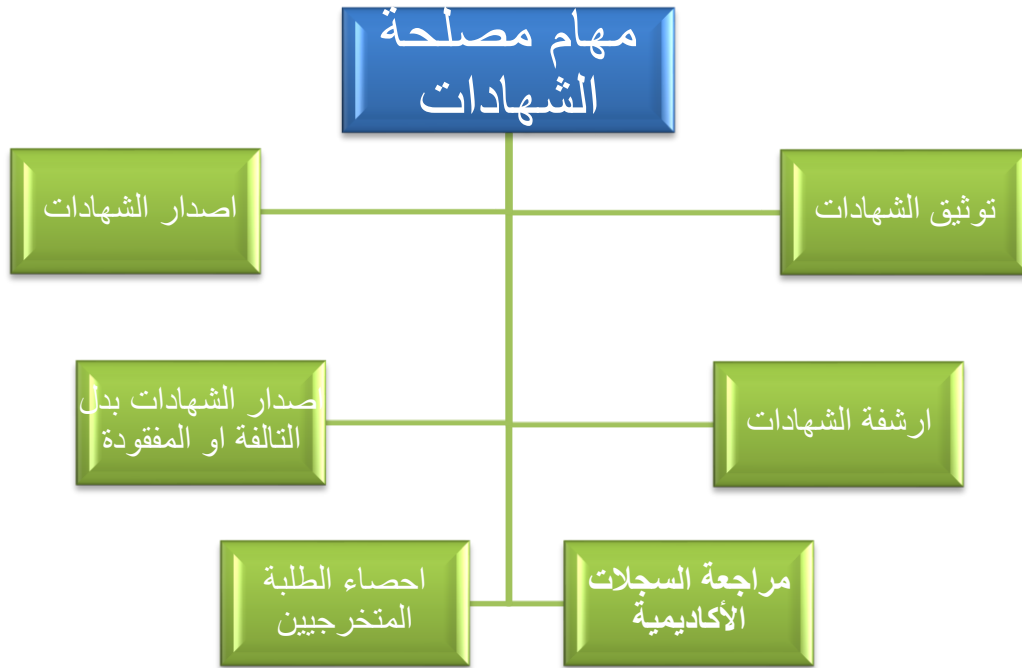 مهام مصلحة
الشهادات
توثيق الشهادات
اصدار الشهادات
ارشفة الشهادات
صدار الشهادات بدل
التالفة او المفقودة
مراجعة السجلات
الأكاديمية
احصاء الطلبة
المتخرجيين